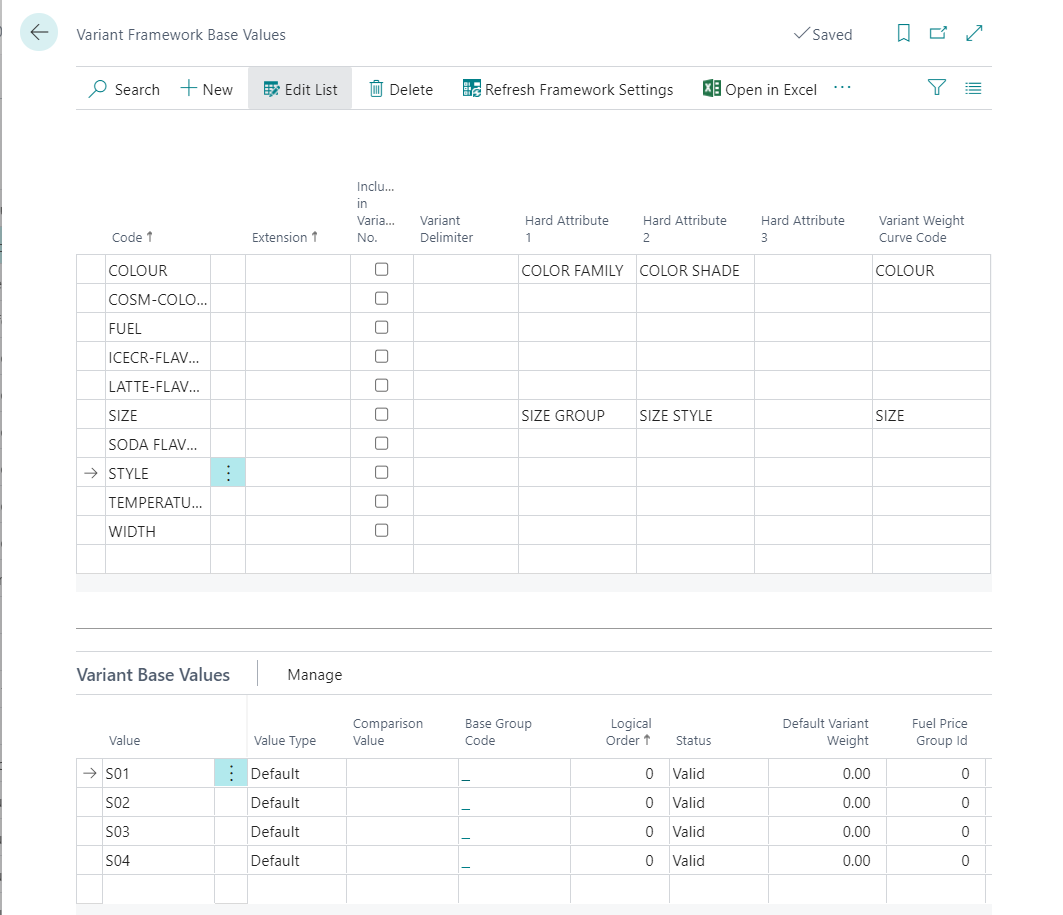 Variant Framework Base Values
Saved
Search New Edit List Delete Refresh Framework Settings Open in Excel ...
Code ↑ Extension ↑ Inclu... in Varia... No. Variant Delimiter Hard Attribute 1 Hard Attribute 2 Hard Attribute 3 Variant Weight Curve Code
COLOUR COLOR FAMILY COLOR SHADE COLOUR
COSM-COLO...
FUEL
ICECR-FLAV...
LATTE-FLAV...
SIZE SIZE GROUP SIZE STYLE SIZE
SODA FLAV...
→ STYLE
TEMPERATU...
WIDTH
Variant Base Values Manage
Value Value Type Comparison Value Base Group Code Logical Order ↑ Status Default Variant Weight Fuel Price Group Id
→ S01 Default _ 0 Valid 0.00 0
S02 Default _ 0 Valid 0.00 0
S03 Default _ 0 Valid 0.00 0
S04 Default _ 0 Valid 0.00 0